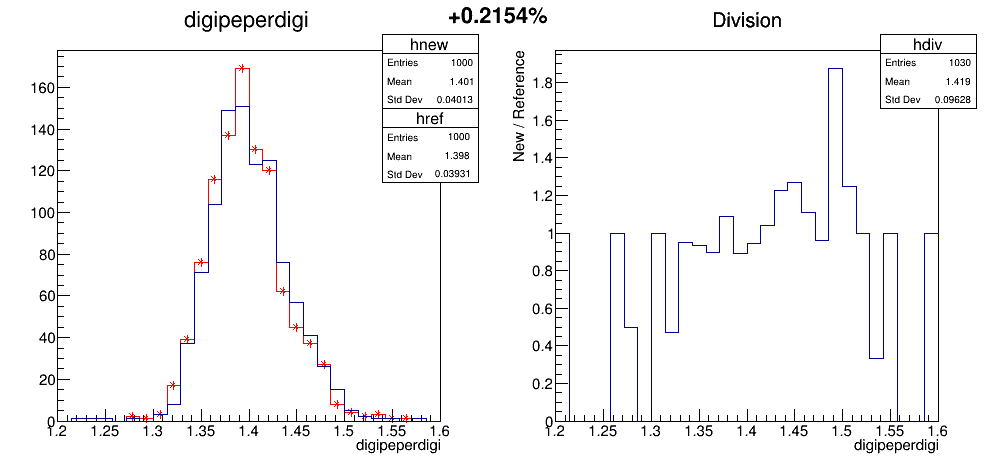 +0.2154%
digipeperdigi
hnew
Entries 1000
Mean 1.401
Std Dev 0.04013
href
Entries 1000
Mean 1.398
Std Dev 0.03931
160
140
120
100
80
60
40
20
0
1.2 1.25 1.3 1.35 1.4 1.45 1.5 1.55 1.6
digipeperdigi
Division
hdiv
Entries 1030
Mean 1.419
Std Dev 0.09628
New / Reference
1.8
1.6
1.4
1.2
1
0.8
0.6
0.4
0.2
0
1.2 1.25 1.3 1.35 1.4 1.45 1.5 1.55 1.6
digipeperdigi